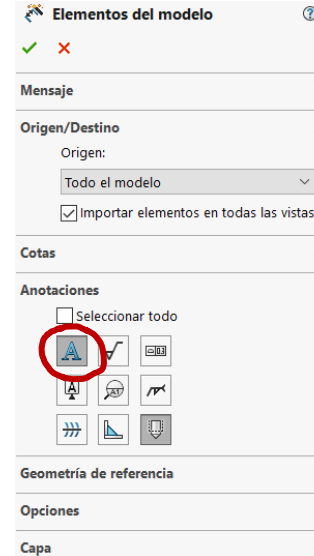 Elementos del modelo
Mensaje
Origen/Destino
Origen:
Todo el modelo
Importar elementos en todas las vistas
Cotas
Anotaciones
Seleccionar todo
A
A
A1
Geometría de referencia
Opciones
Capa